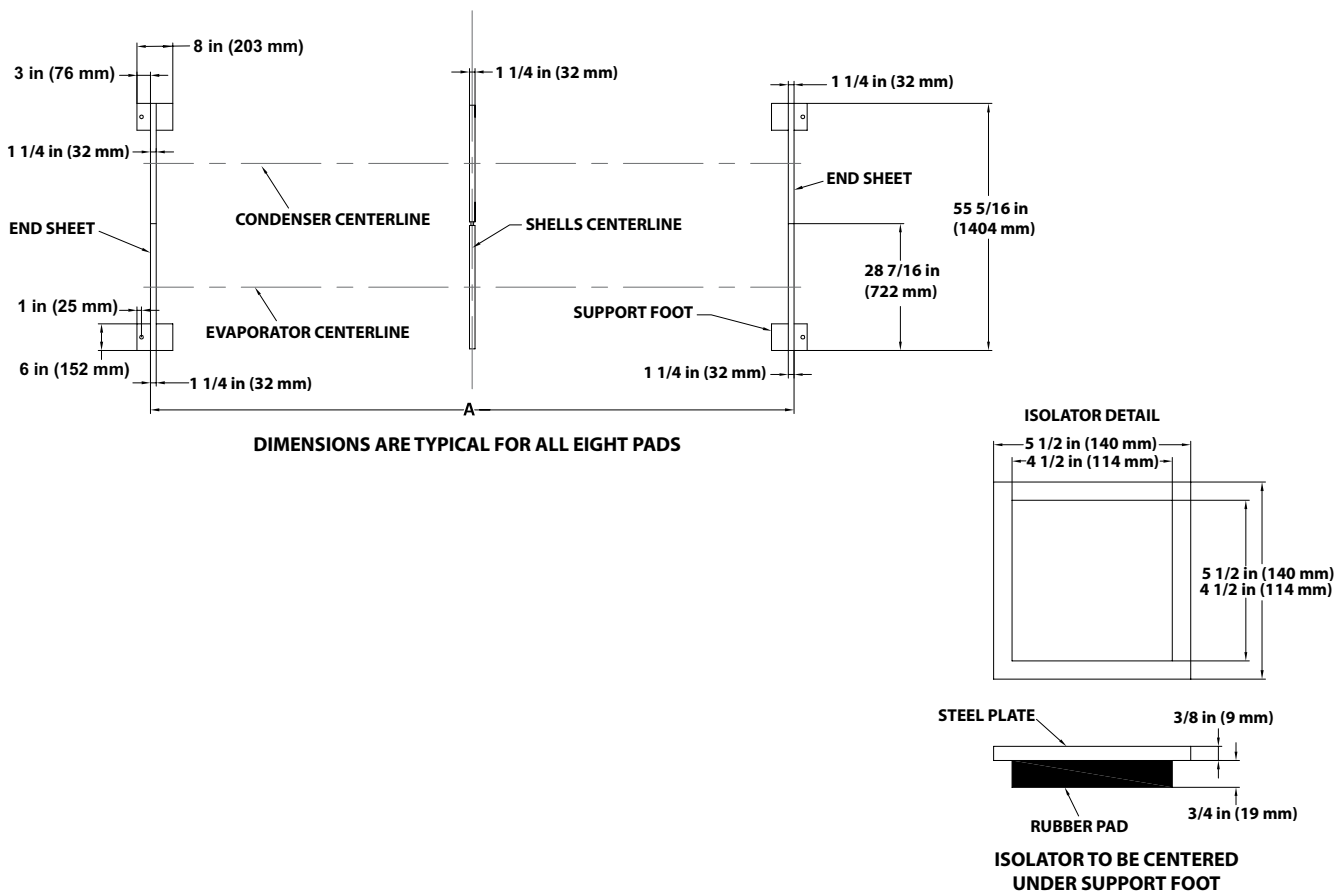 8 in (203 mm)
3 in (76 mm)
1 1/4 in (32 mm)
1 1/4 in (32 mm)
1 1/4 in (32 mm)
END SHEET
CONDENSER CENTERLINE
SHELLS CENTERLINE
END SHEET
55 5/16 in
(1404 mm)
28 7/16 in
(722 mm)
1 in (25 mm)
EVAPORATOR CENTERLINE
SUPPORT FOOT
6 in (152 mm)
1 1/4 in (32 mm)
1 1/4 in (32 mm)
A
DIMENSIONS ARE TYPICAL FOR ALL EIGHT PADS
ISOLATOR DETAIL
5 1/2 in (140 mm)
4 1/2 in (114 mm)
5 1/2 in (140 mm)
4 1/2 in (114 mm)
STEEL PLATE
3/8 in (9 mm)
3/4 in (19 mm)
RUBBER PAD
ISOLATOR TO BE CENTERED
UNDER SUPPORT FOOT